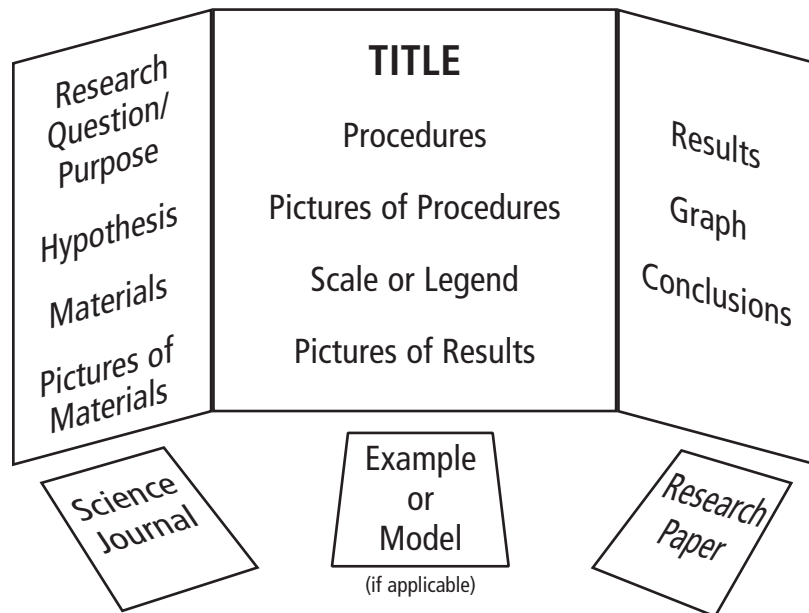 Research
Question/
Purpose
Hypothesis
Materials
Pictures of
Materials
TITLE
Procedures
Pictures of Procedures
Scale or Legend
Pictures of Results
Results
Graph
Conclusions
Science
Journal
Example
or
Model
(if applicable)
Research
Paper